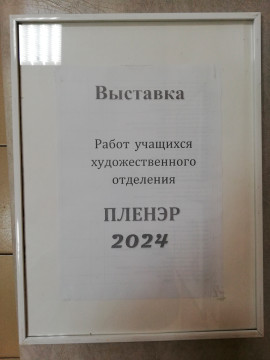 Выставка
Работ учащихся
художественного
отделения
ПЛЕНЭР
2024